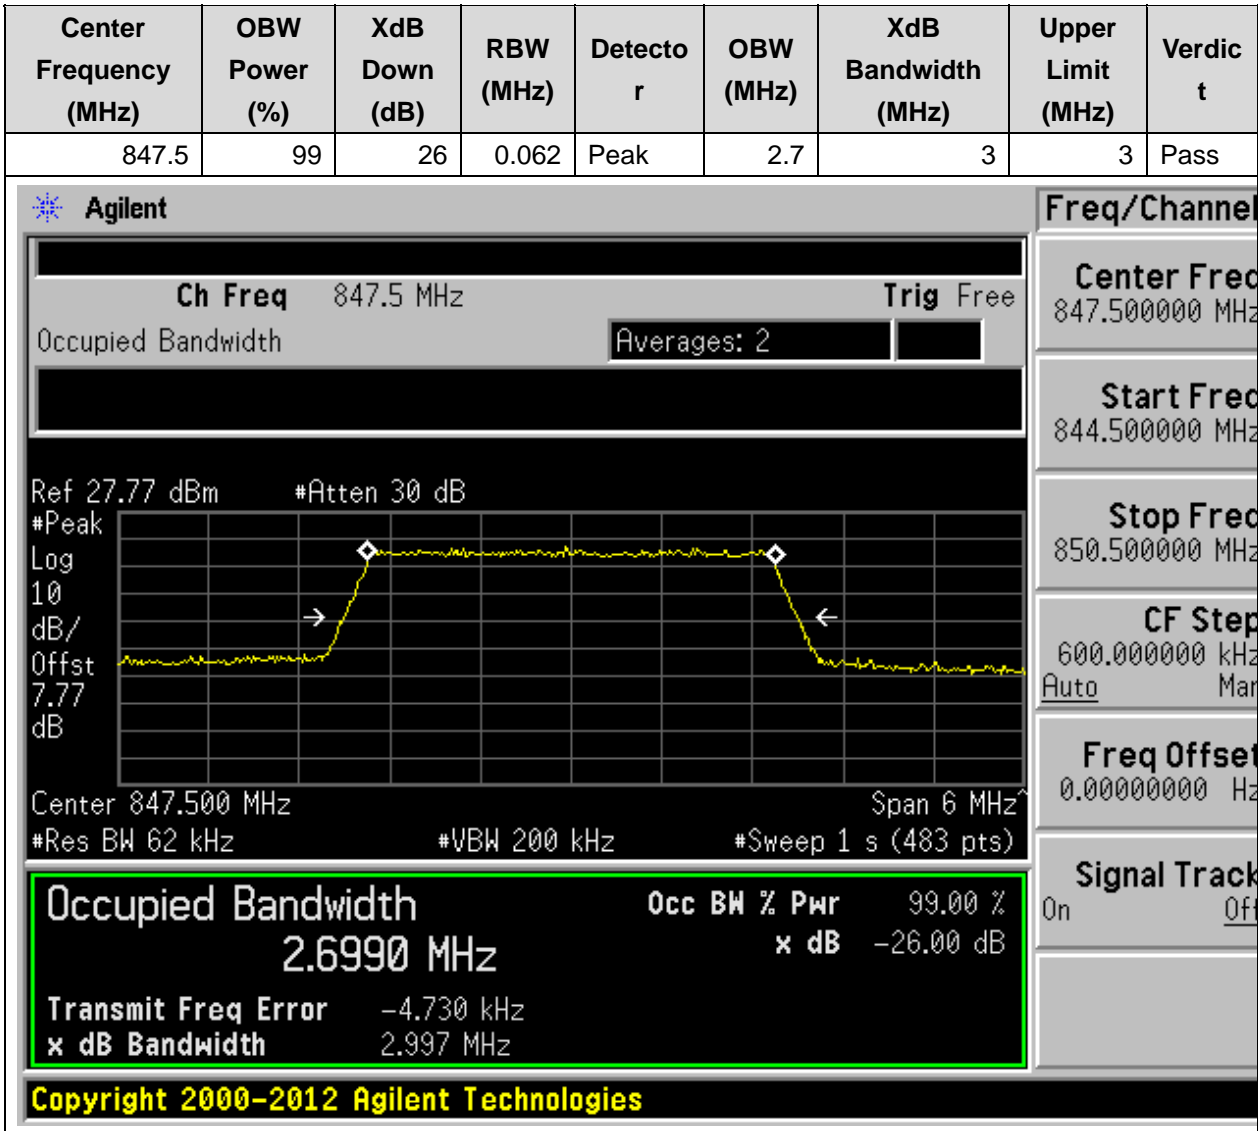 Center Frequency (MHz) OBW Power (%) XdB Down (dB) RBW (MHz) Detecto r OBW (MHz) XdB Bandwidth (MHz) Upper Limit (MHz) Verdic t
847.5 99 26 0.062 Peak 2.7 3 3 Pass
Agilent
Freq/Channel
Ch Freq 847.5 MHz Trig Free
Occupied Bandwidth Averages: 2
Center Freq
847.500000 MHz
Start Freq
844.500000 MHz
Stop Freq
850.500000 MHz
CF Step
600.000000 kHz
Auto Man
Freq Offset
0.00000000 Hz
Signal Track
On Off
Ref 27.77 dBm #Atten 30 dB
#Peak
Log
10
dB/
Offst
7.77
dB
Center 847.500 MHz Span 6 MHz^
#Res BW 62 kHz #VBW 200 kHz #Sweep 1 s (483 pts)
Occupied Bandwidth Occ BW % Pwr 99.00 %
2.6990 MHz x dB -26.00 dB
Transmit Freq Error -4.730 kHz
x dB Bandwidth 2.997 MHz
Copyright 2000-2012 Agilent Technologies